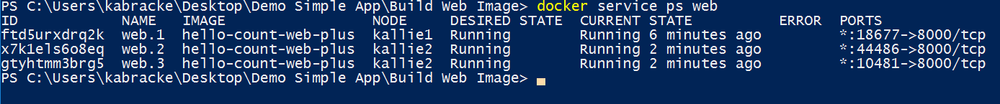 PS C:\Users\kabracke\Desktop\Demo Simple App\Build Web Image> docker service ps web
ID NAME IMAGE NODE DESIRED STATE CURRENT STATE ERROR PORTS
ftd5urxdrq2k web.1 hello-count-web-plus kallie1 Running Running 6 minutes ago *:18677->8000/tcp
x7k1els6o8eq web.2 hello-count-web-plus kallie2 Running Running 2 minutes ago *:44486->8000/tcp
gtyhtmm3brg5 web.3 hello-count-web-plus kallie2 Running Running 2 minutes ago *:10481->8000/tcp
PS C:\Users\kabracke\Desktop\Demo Simple App\Build Web Image>